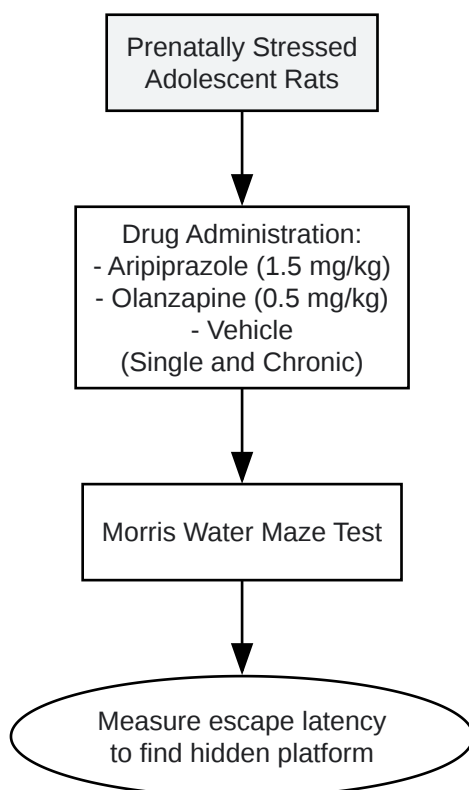 Prenatally Stressed
Adolescent Rats
Drug Administration:
- Aripiprazole (1.5 mg/kg)
- Olanzapine (0.5 mg/kg)
- Vehicle
(Single and Chronic)
Morris Water Maze Test
Measure escape latency
to find hidden platform